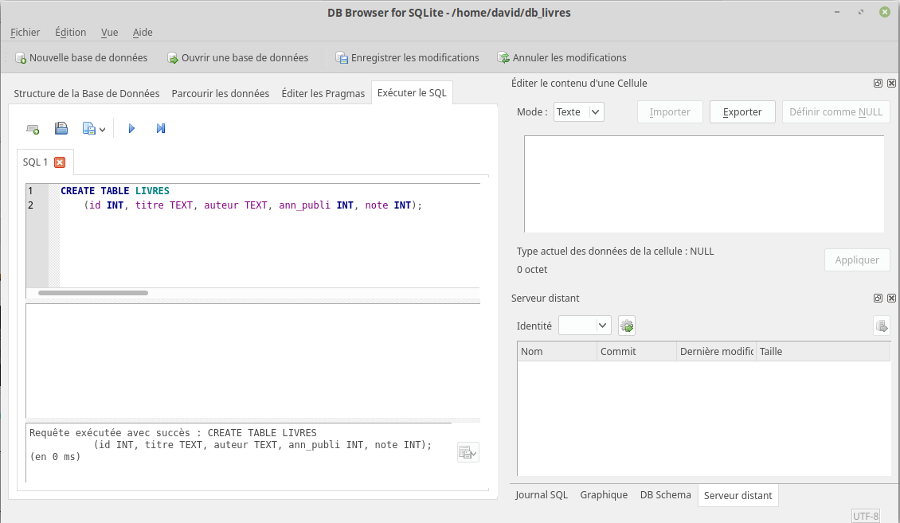 DB Browser for SQLite - /home/david/db_livres
Fichier Édition Vue Aide
Nouvelle base de données Ouvrir une base de données Enregistrer les modifications Annuler les modifications
Structure de la Base de Données Parcourir les données Éditer les Pragmas Exécuter le SQL
SQL 1
1 CREATE TABLE LIVRES
2 (id INT, titre TEXT, auteur TEXT, ann_publi INT, note INT);
Requête exécutée avec succès : CREATE TABLE LIVRES
(id INT, titre TEXT, auteur TEXT, ann_publi INT, note INT);
(en 0 ms)
Éditer le contenu d'une Cellule
Mode : Texte Importer Exporter Définir comme NULL
Type actuel des données de la cellule : NULL
0 octet
Appliquer
Serveur distant
Identité
Nom Commit Dernière modific Taille
Journal SQL Graphique DB Schema Serveur distant
UTF-8